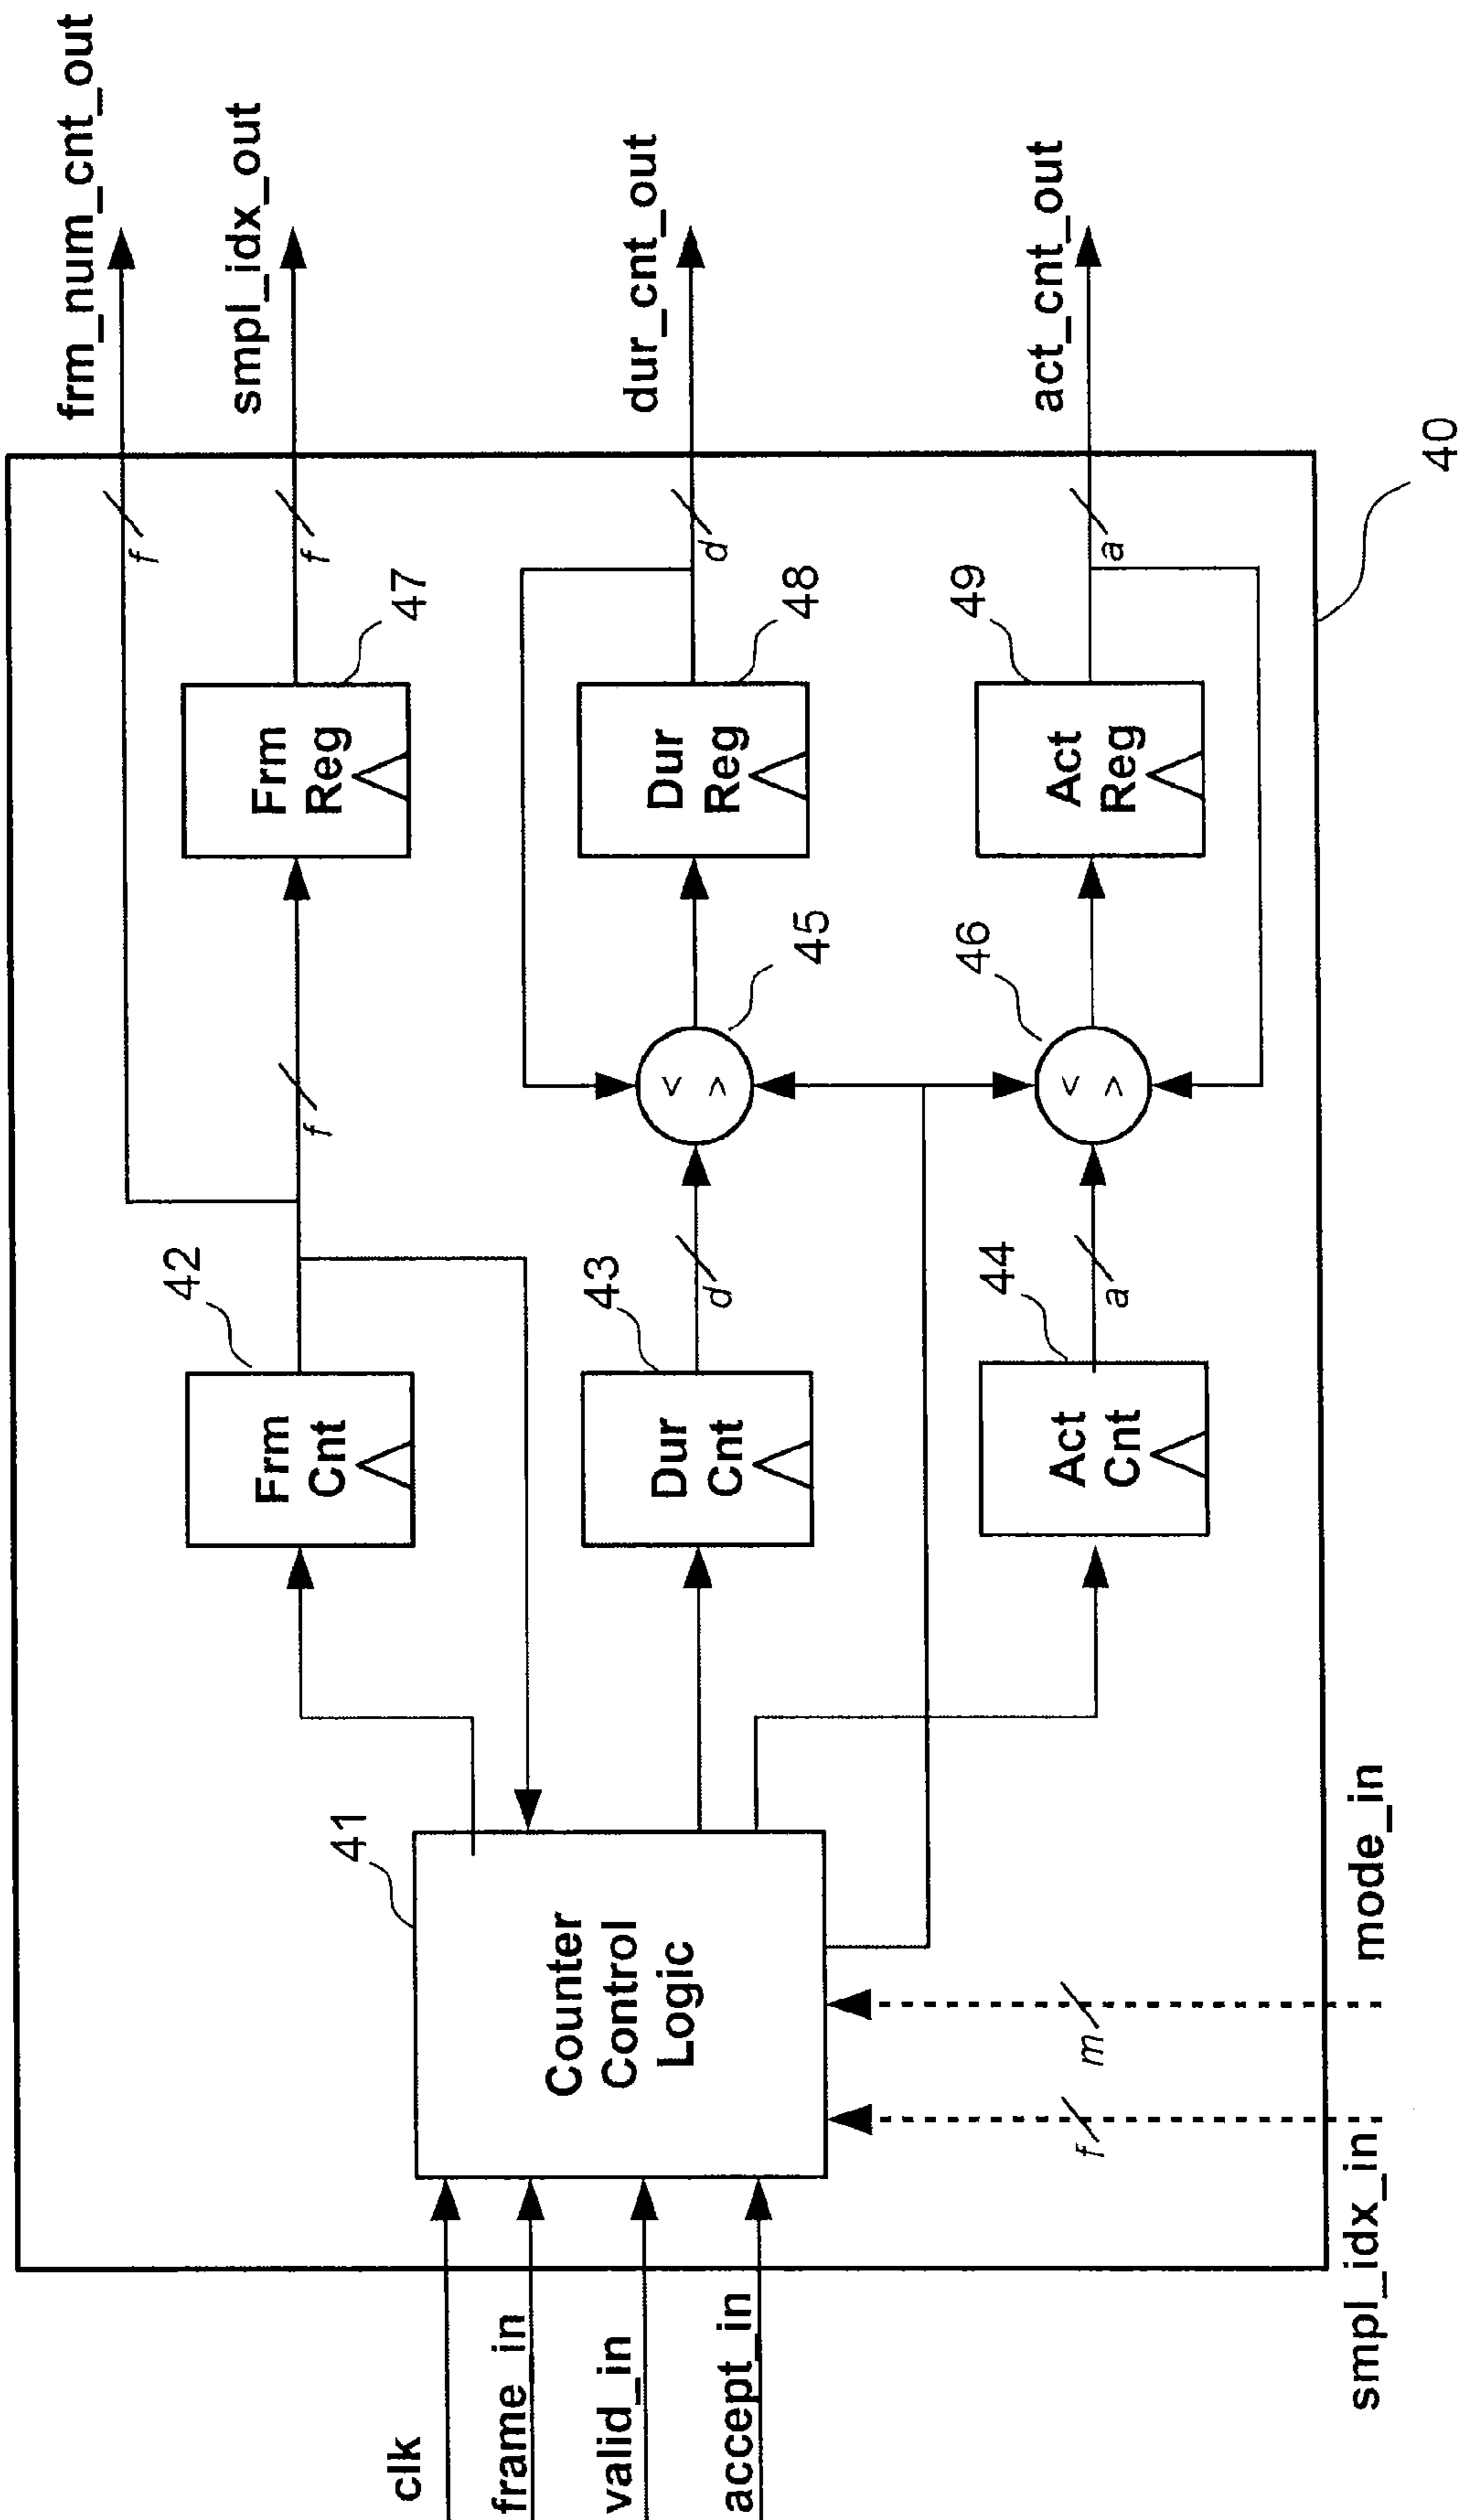 frm_num_cnt_out
smpl_idx_out
dur_cnt_out
act_cnt_out
f
f
d
a
40
47
48
49
Frm
Reg
Dur
Reg
Act
Reg
45
46
< >
< >
f
d
a
42
43
44
Frm
Cnt
Dur
Cnt
Act
Cnt
41
Counter
Control
Logic
f
m
clk
frame_in
valid_in
accept_in
smpl_idx_in
mode_in